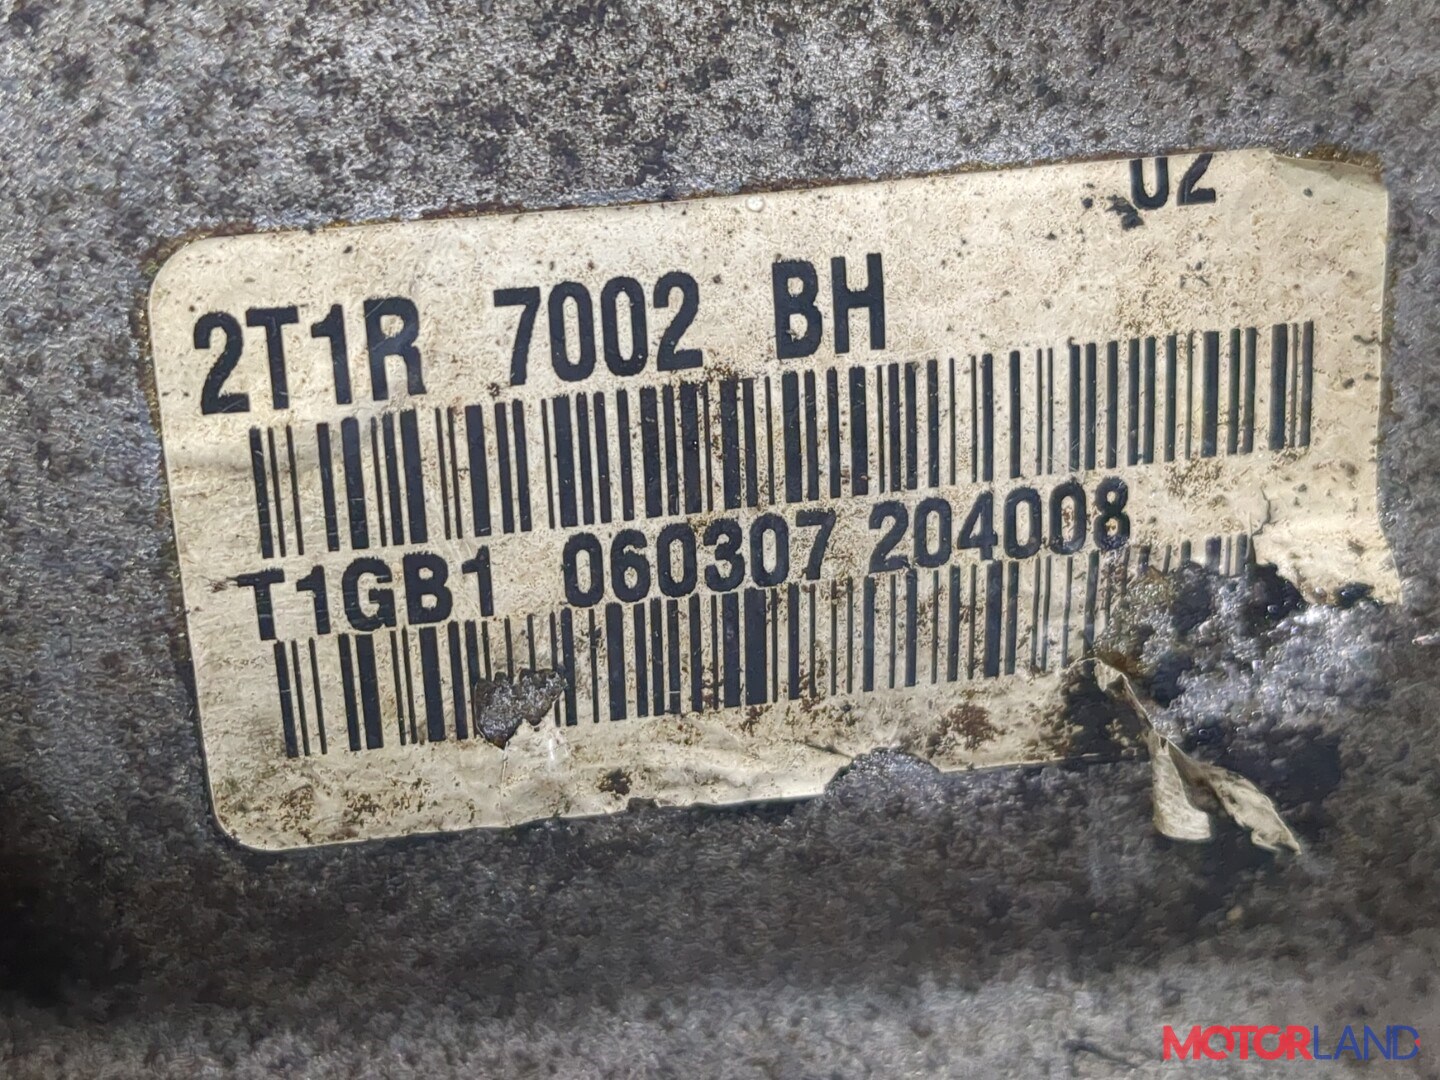 02
2T1R 7002 BH
T1GB1 060307 204008
MOTORLAND